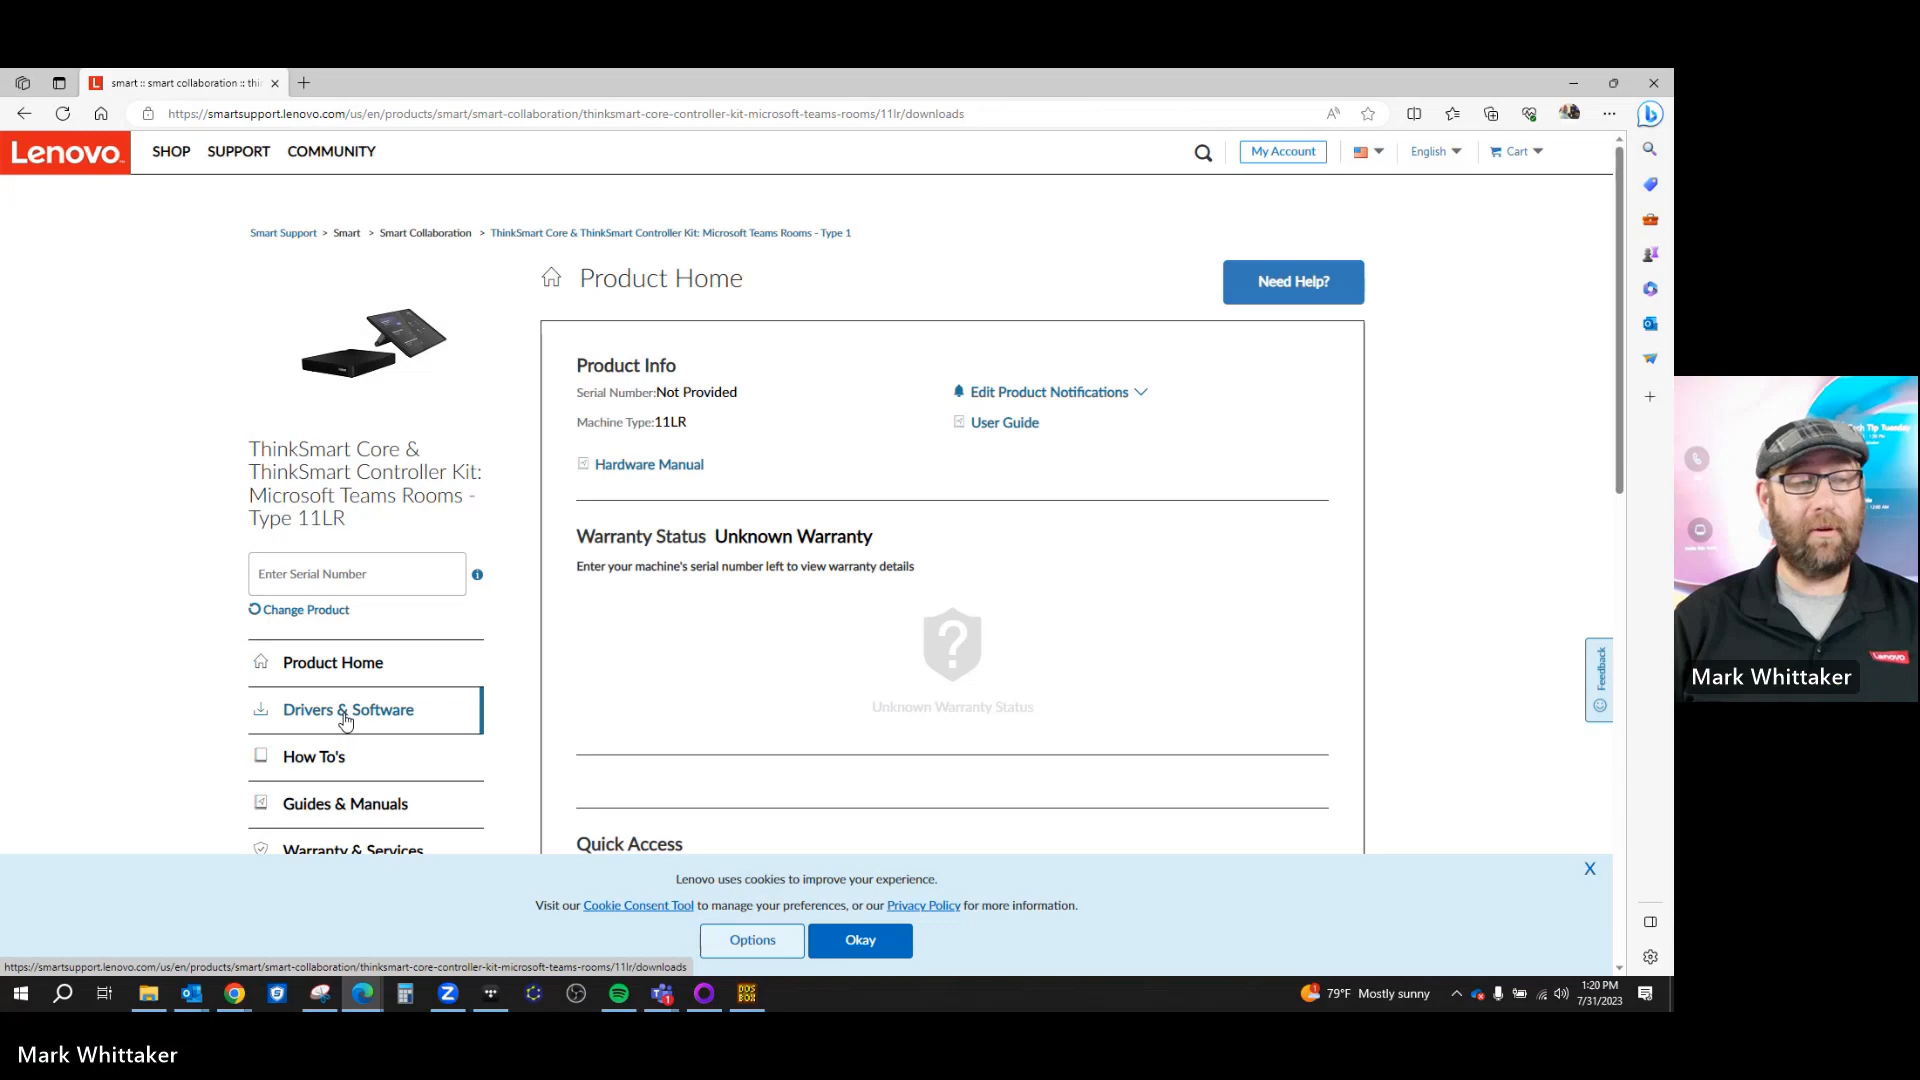 smart :: smart collaboration :: thi
https://smartsupport.lenovo.com/us/en/products/smart/smart-collaboration/thinksmart-core-controller-kit-microsoft-teams-rooms/11lr/downloads
Lenovo
SHOP
SUPPORT
COMMUNITY
My Account
English
Cart
Smart Support > Smart > Smart Collaboration > ThinkSmart Core & ThinkSmart Controller Kit: Microsoft Teams Rooms - Type 1
Product Home
Need Help?
ThinkSmart Core &
ThinkSmart Controller Kit:
Microsoft Teams Rooms -
Type 11LR
Enter Serial Number
Change Product
Product Home
Drivers & Software
How To's
Guides & Manuals
Warranty & Services
Product Info
Serial Number:Not Provided
Machine Type:11LR
Hardware Manual
Edit Product Notifications
User Guide
Warranty Status Unknown Warranty
Enter your machine's serial number left to view warranty details
Unknown Warranty Status
Quick Access
Feedback
Lenovo uses cookies to improve your experience.
Visit our Cookie Consent Tool to manage your preferences, or our Privacy Policy for more information.
Options
Okay
X
https://smartsupport.lenovo.com/us/en/products/smart/smart-collaboration/thinksmart-core-controller-kit-microsoft-teams-rooms/11lr/downloads
79°F Mostly sunny
1:20 PM
7/31/2023
Tech Tip Tuesday
Lenovo
Mark Whittaker
Mark Whittaker